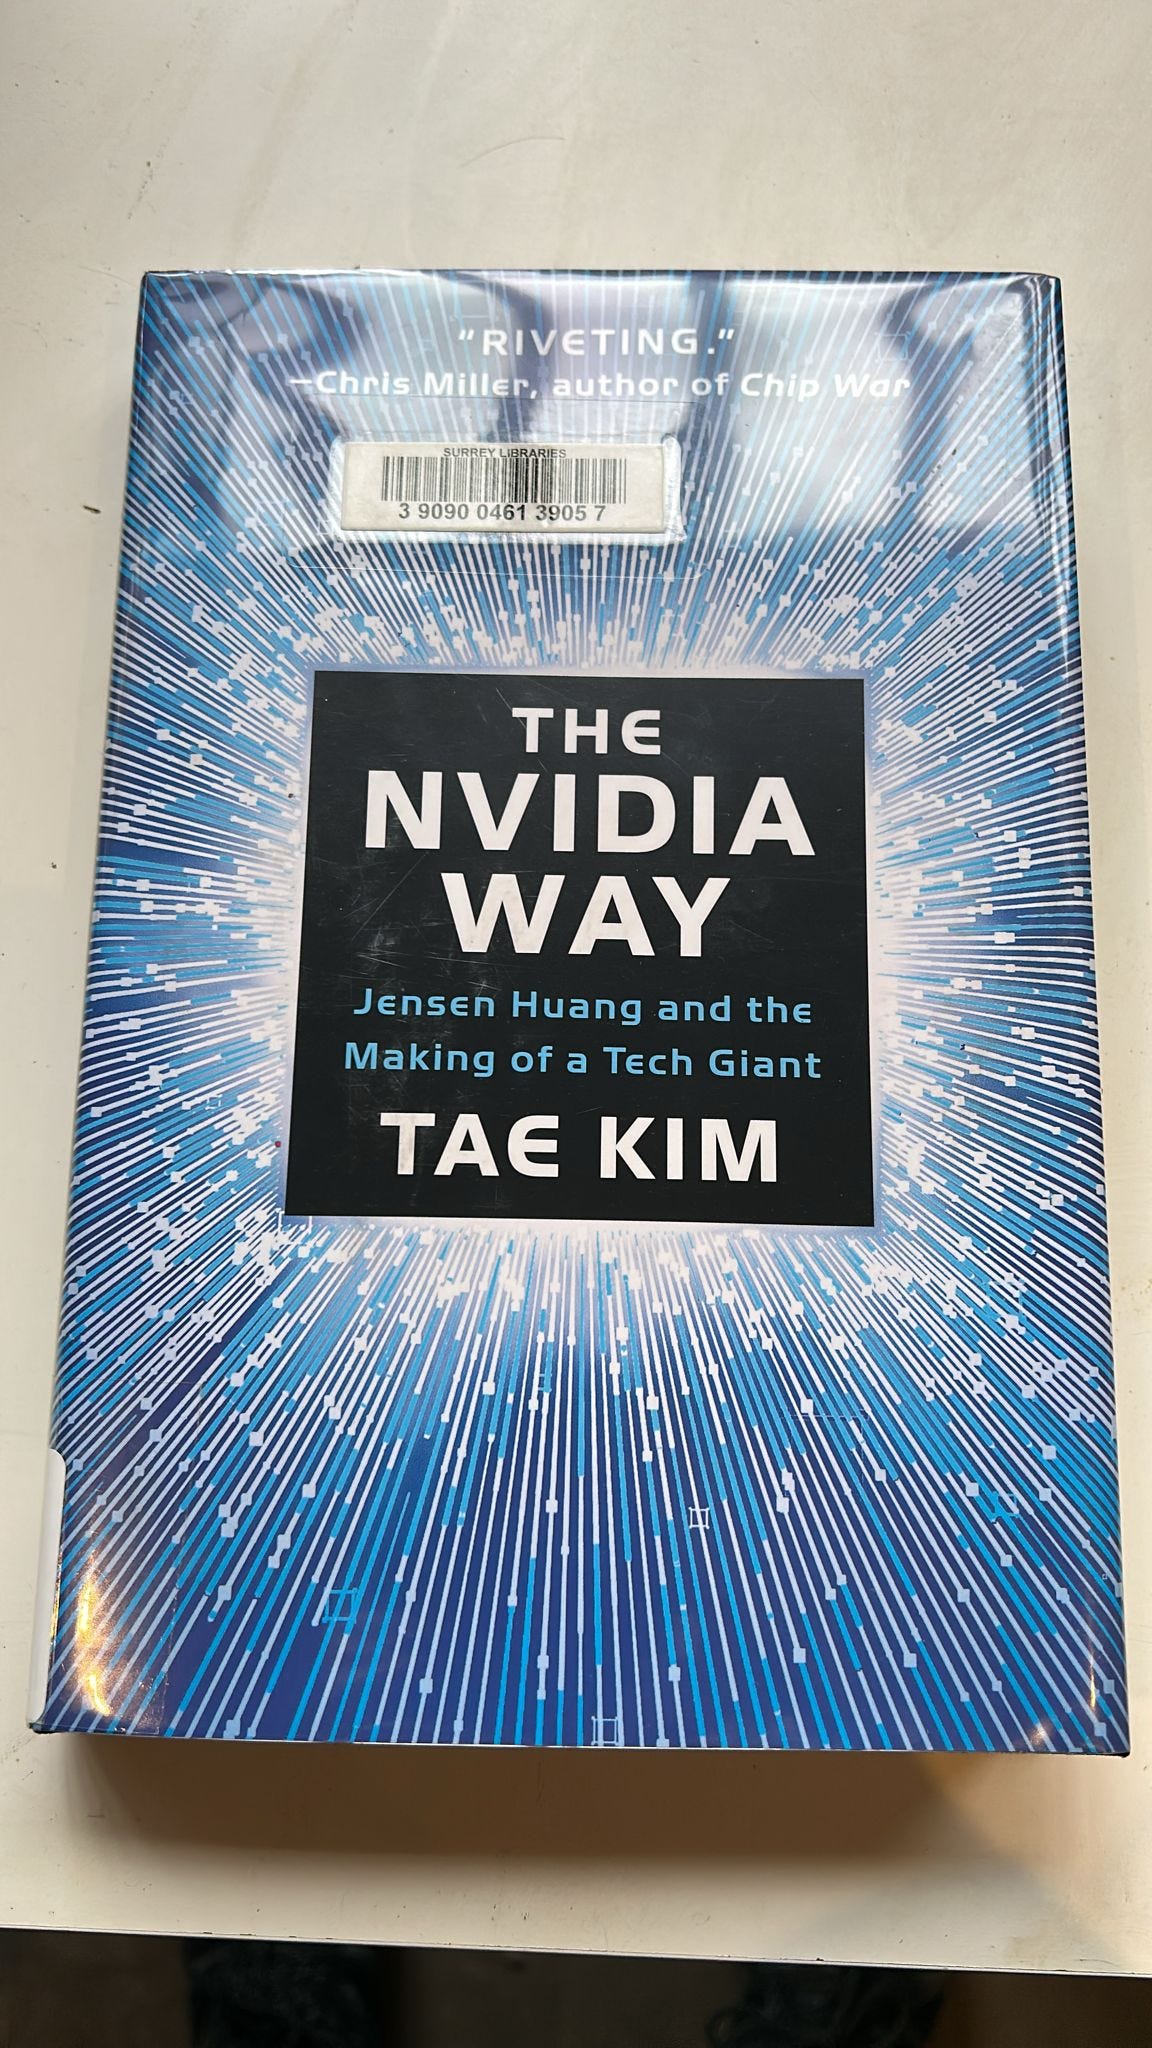 “RIVETING.”
—Chris Miller, author of Chip War
SURREY LIBRARIES
3 9090 0461 3905 7
THE
NVIDIA
WAY
Jensen Huang and the
Making of a Tech Giant
TAE KIM